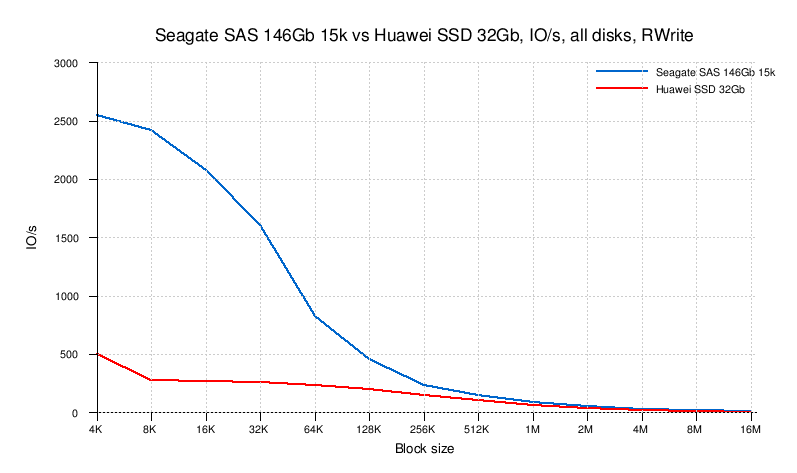 Seagate SAS 146Gb 15k vs Huawei SSD 32Gb, IO/s, all disks, RWrite
Seagate SAS 146Gb 15k
Huawei SSD 32Gb
IO/s
3000
2500
2000
1500
1000
500
0
4K 8K 16K 32K 64K 128K 256K 512K 1M 2M 4M 8M 16M
Block size